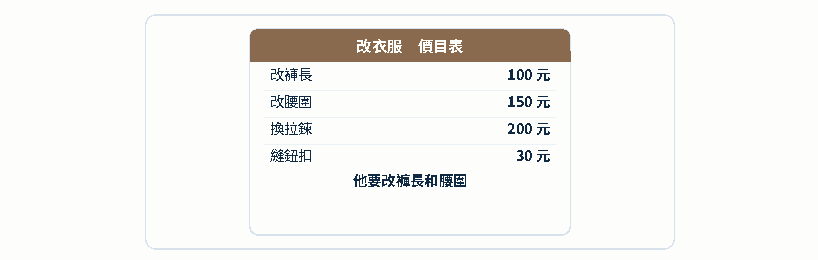 改衣服　價目表
改褲長 100 元
改腰圍 150 元
換拉鍊 200 元
縫鈕扣 30 元
他要改褲長和腰圍